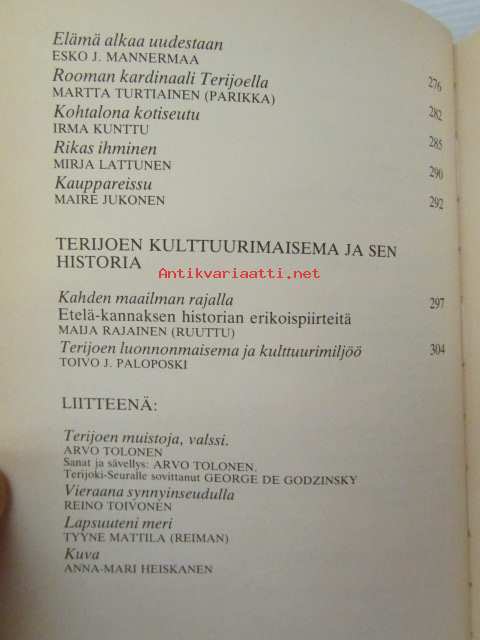 Elämä alkaa uudestaan
ESKO J. MANNERMAA
Rooman kardinaali Terijoella 276
MARTTA TURTIAINEN (PARIKKA)
Kohtalona kotiseutu 282
IRMA KUNTTU
Rikas ihminen 285
MIRJA LATTUNEN 290
Kauppareissu
MAIRE JUKONEN 292
TERIJOEN KULTTUURIMAISEMA JA SEN
HISTORIA
Antikvariaatti.net
Kahden maailman rajalla 297
Etelä-kannaksen historian erikoispiirteitä
MAIJA RAJAINEN (RUUTTU)
Terijoen luonnonmaisema ja kulttuurimiljöö 304
TOIVO J. PALOPOSKI
LIITTEENÄ:
Terijoen muistoja, valssi.
ARVO TOLONEN
Sanat ja sävellys: ARVO TOLONEN.
Terijoki-Seuralle sovittanut GEORGE DE GODZINSKY
Vieraana synnyinseudulla
REINO TOIVONEN
Lapsuuteni meri
TYYNE MATTILA (REIMAN)
Kuva
ANNA-MARI HEISKANEN